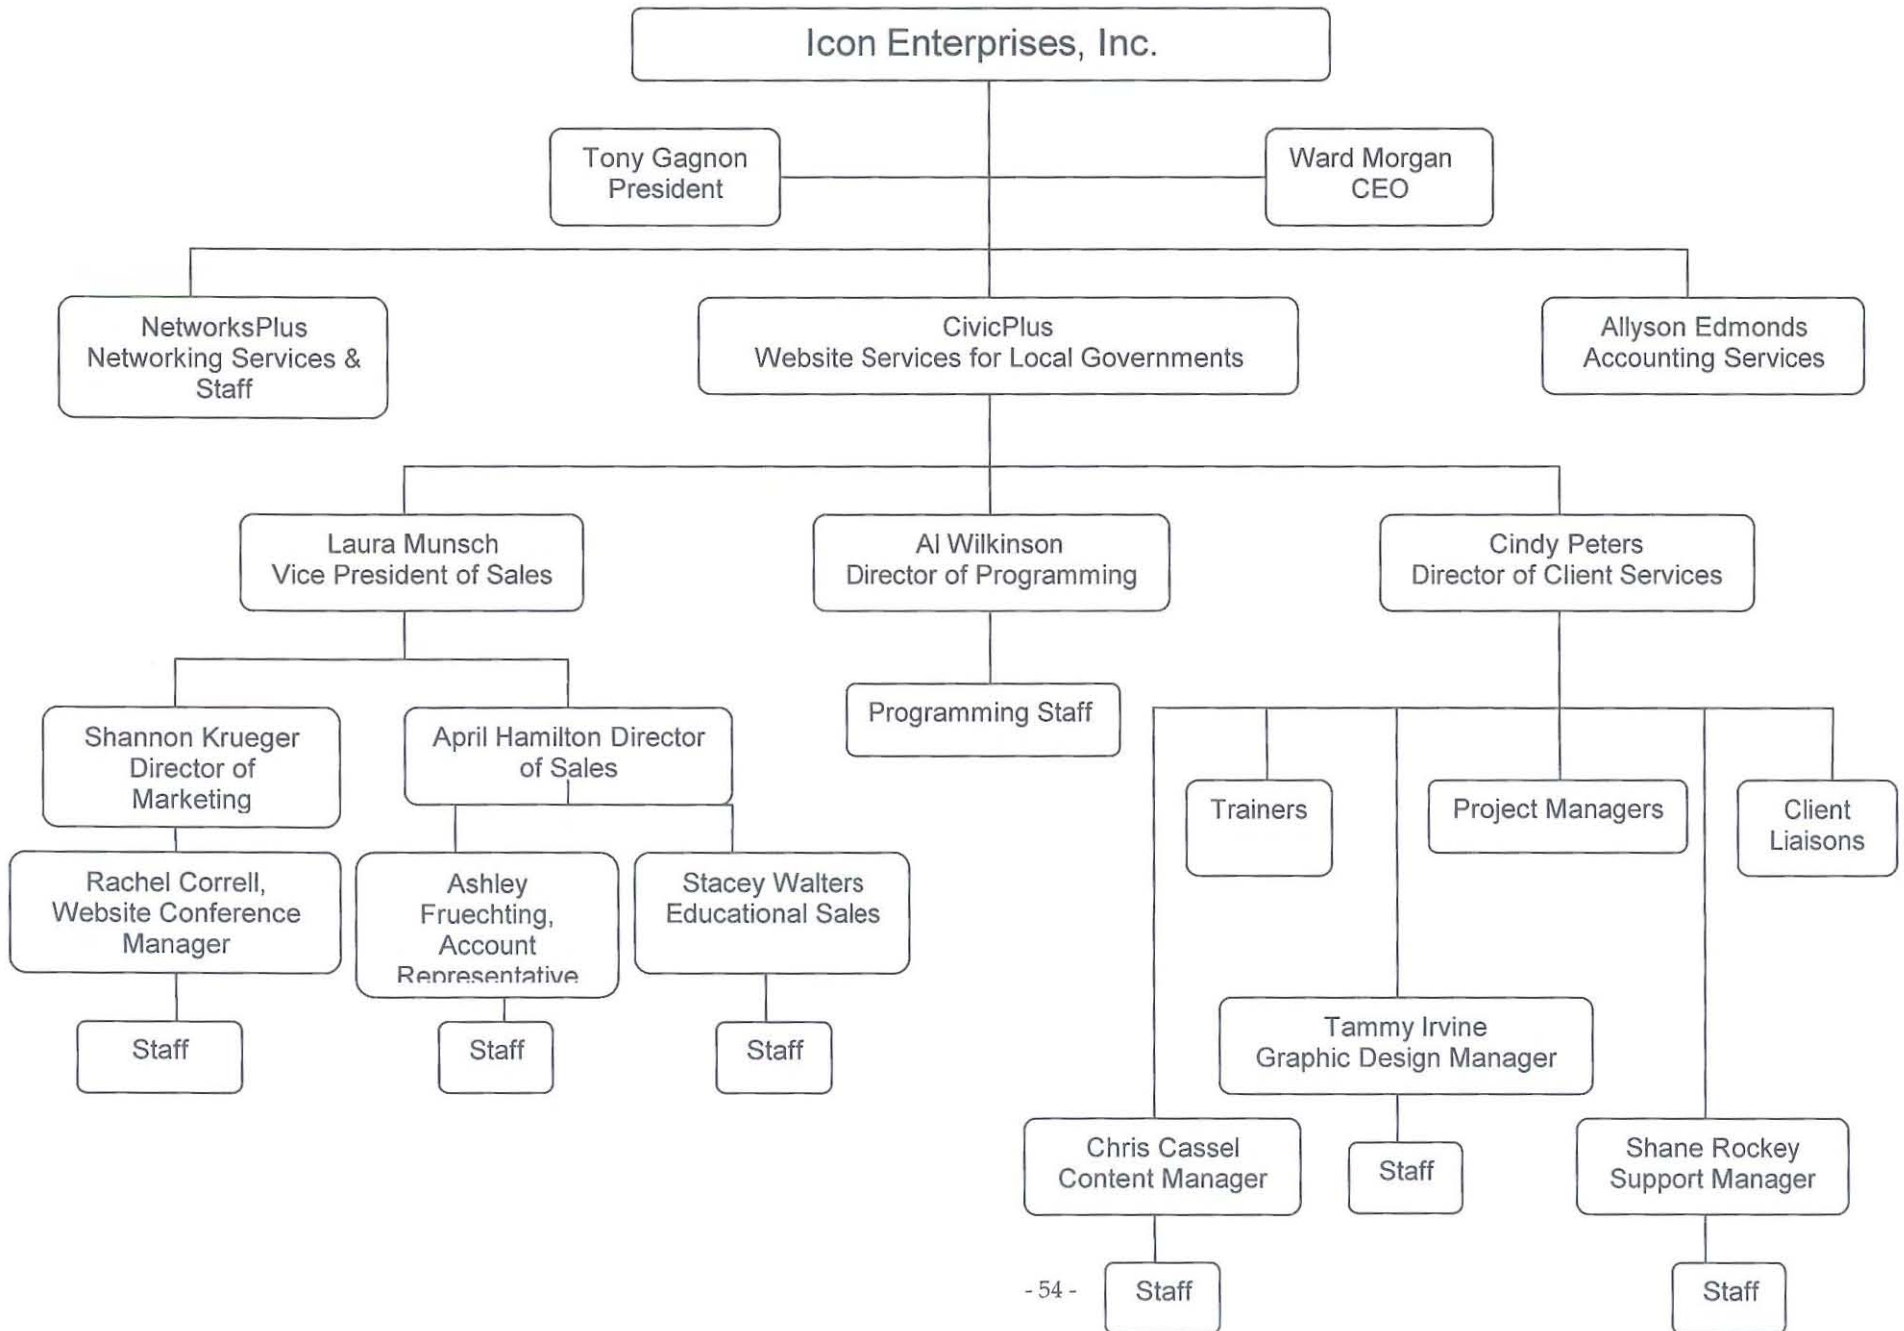 Icon Enterprises, Inc.
Tony Gagnon
President
Ward Morgan
CEO
NetworksPlus
Networking Services &
Staff
CivicPlus
Website Services for Local Governments
Allyson Edmonds
Accounting Services
Laura Munsch
Vice President of Sales
Al Wilkinson
Director of Programming
Cindy Peters
Director of Client Services
Shannon Krueger
Director of
Marketing
April Hamilton Director
of Sales
Programming Staff
Trainers
Project Managers
Client
Liaisons
Rachel Correll,
Website Conference
Manager
Ashley
Fruechting,
Account
Representative
Stacey Walters
Educational Sales
Staff
Staff
Staff
Tammy Irvine
Graphic Design Manager
Chris Cassel
Content Manager
Staff
Shane Rockey
Support Manager
- 54 -
Staff
Staff